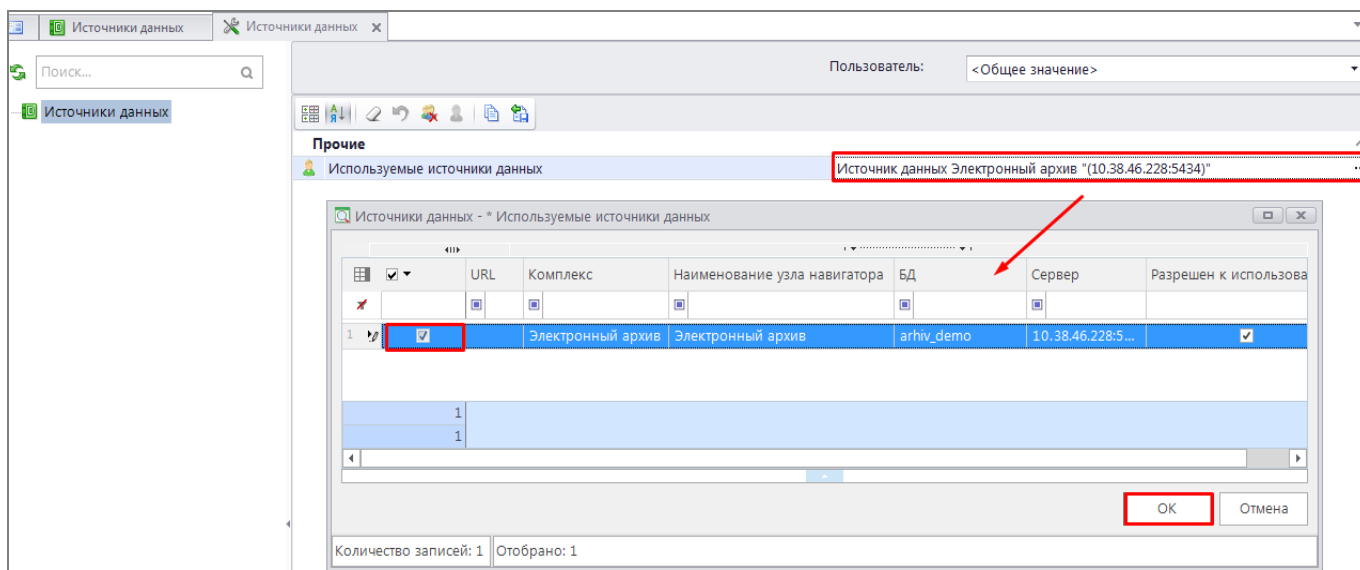 Источники данных
Источники данных
Поиск...
Пользователь:
<Общее значение>
Источники данных
Прочие
Используемые источники данных
Источник данных Электронный архив "(10.38.46.228:5434)"
Источники данных - * Используемые источники данных
URL
Комплекс
Наименование узла навигатора
БД
Сервер
Разрешен к использова
1
Электронный архив
Электронный архив
arhiv_demo
10.38.46.228:5...
1
1
ОК
Отмена
Количество записей: 1
Отобрано: 1